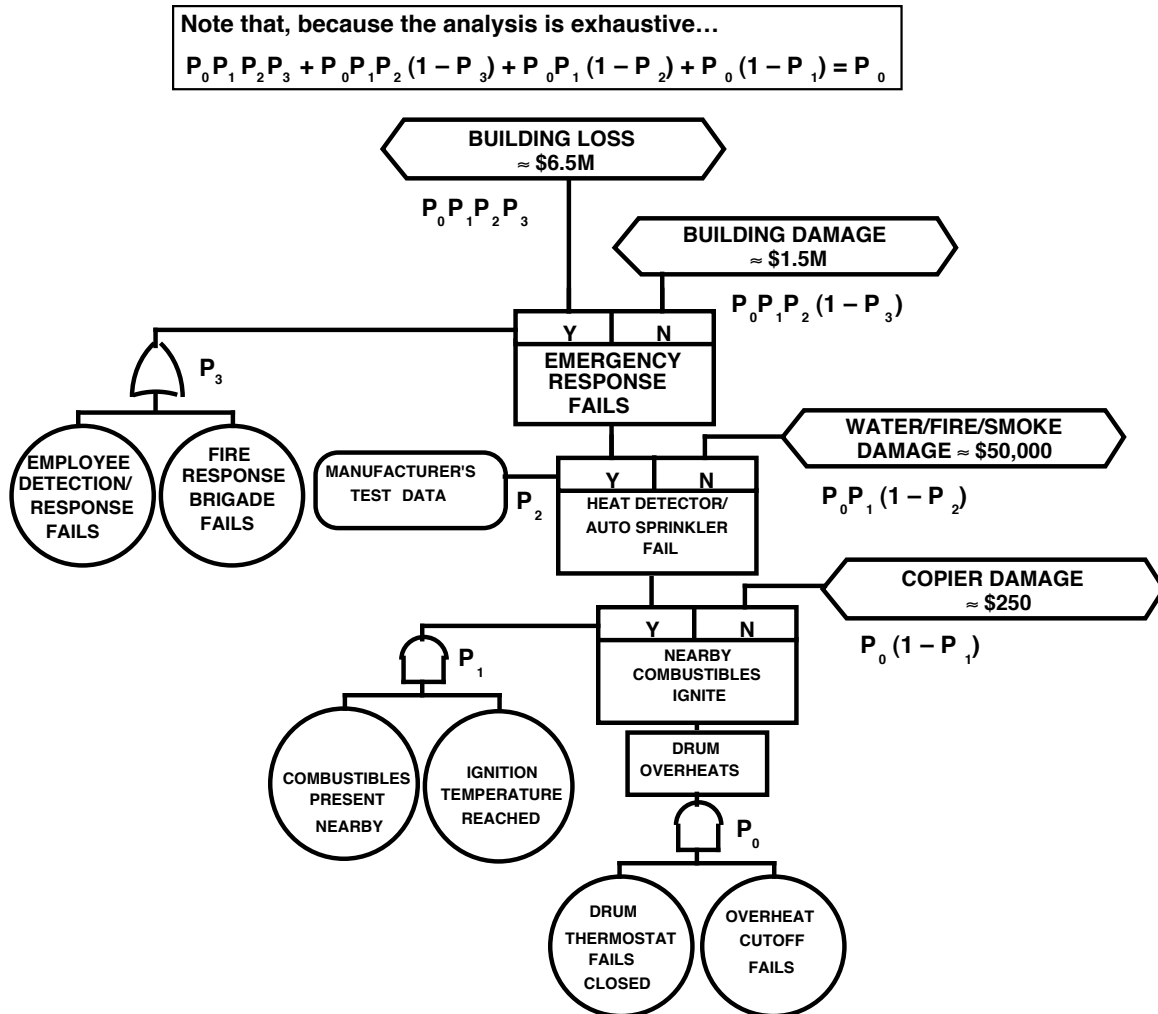 Note that, because the analysis is exhaustive…
P₀P₁P₂P₃ + P₀P₁P₂ (1 – P₃) + P₀P₁ (1 – P₂) + P₀ (1 – P₁) = P₀
BUILDING LOSS
≈ $6.5M
P₀P₁P₂P₃
BUILDING DAMAGE
≈ $1.5M
P₀P₁P₂ (1 – P₃)
Y N
EMERGENCY
RESPONSE
FAILS
P₃
EMPLOYEE
DETECTION/
RESPONSE
FAILS
FIRE
RESPONSE
BRIGADE
FAILS
WATER/FIRE/SMOKE
DAMAGE ≈ $50,000
P₀P₁ (1 – P₂)
MANUFACTURER'S
TEST DATA
P₂
Y N
HEAT DETECTOR/
AUTO SPRINKLER
FAIL
COPIER DAMAGE
≈ $250
P₀ (1 – P₁)
Y N
NEARBY
COMBUSTIBLES
IGNITE
P₁
COMBUSTIBLES
PRESENT
NEARBY
IGNITION
TEMPERATURE
REACHED
DRUM
OVERHEATS
P₀
DRUM
THERMOSTAT
FAILS
CLOSED
OVERHEAT
CUTOFF
FAILS